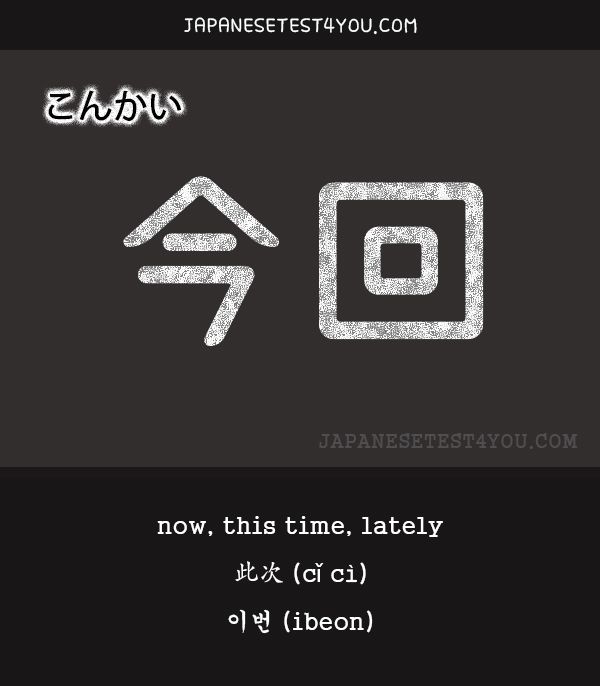 JAPANESETEST4YOU.COM
こんかい
今回
JAPANESETEST4YOU.COM
now, this time, lately
此次 (cǐ cì)
이번 (ibeon)